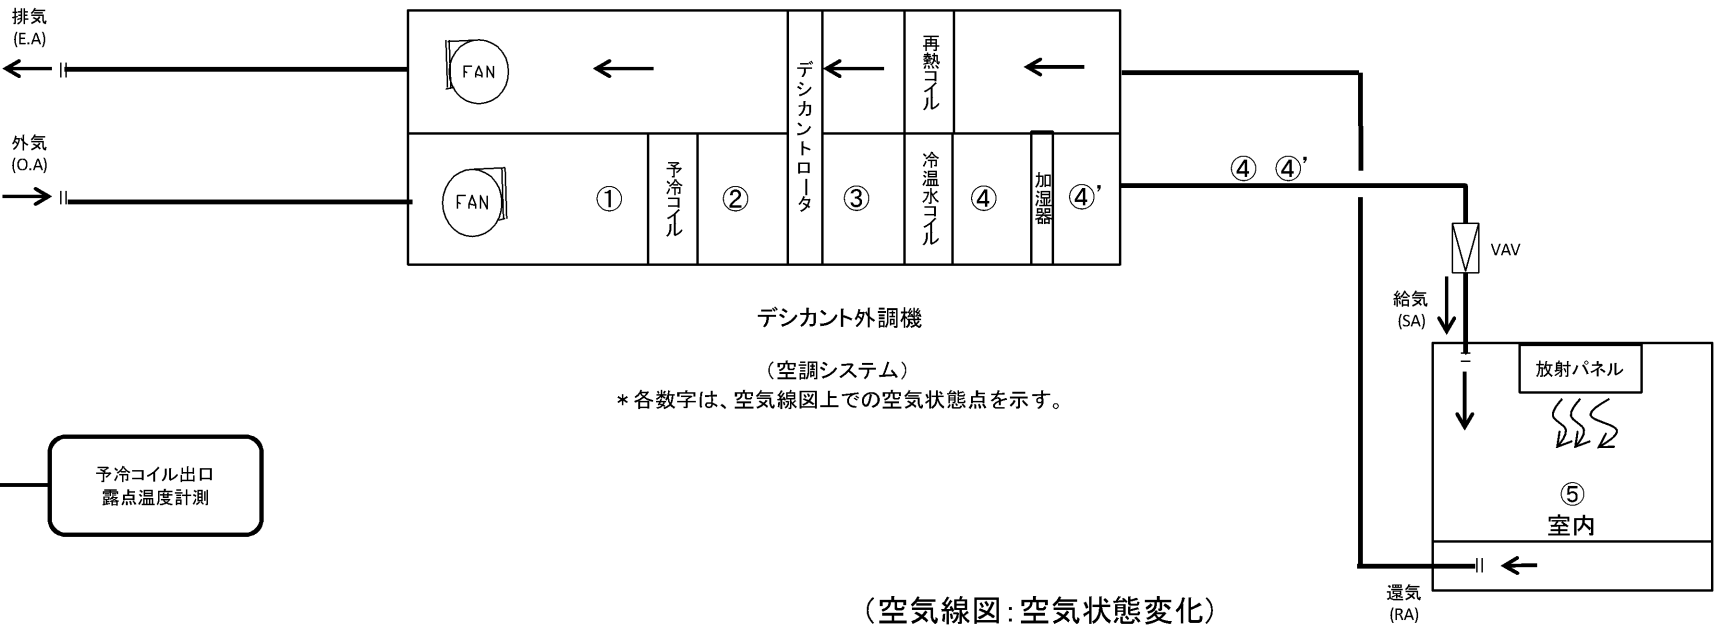 排気
(E.A)
FAN
外気
(O.A)
FAN
①
予冷コイル
②
デシカントロータ
③
再熱コイル
冷温水コイル
④
加湿器
④'
④ ④'
VAV
給気
(SA)
デシカント外調機
(空調システム)
*各数字は、空気線図上での空気状態点を示す。
放射パネル
⑤
室内
還気
(RA)
予冷コイル出口
露点温度計測
(空気線図:空気状態変化)